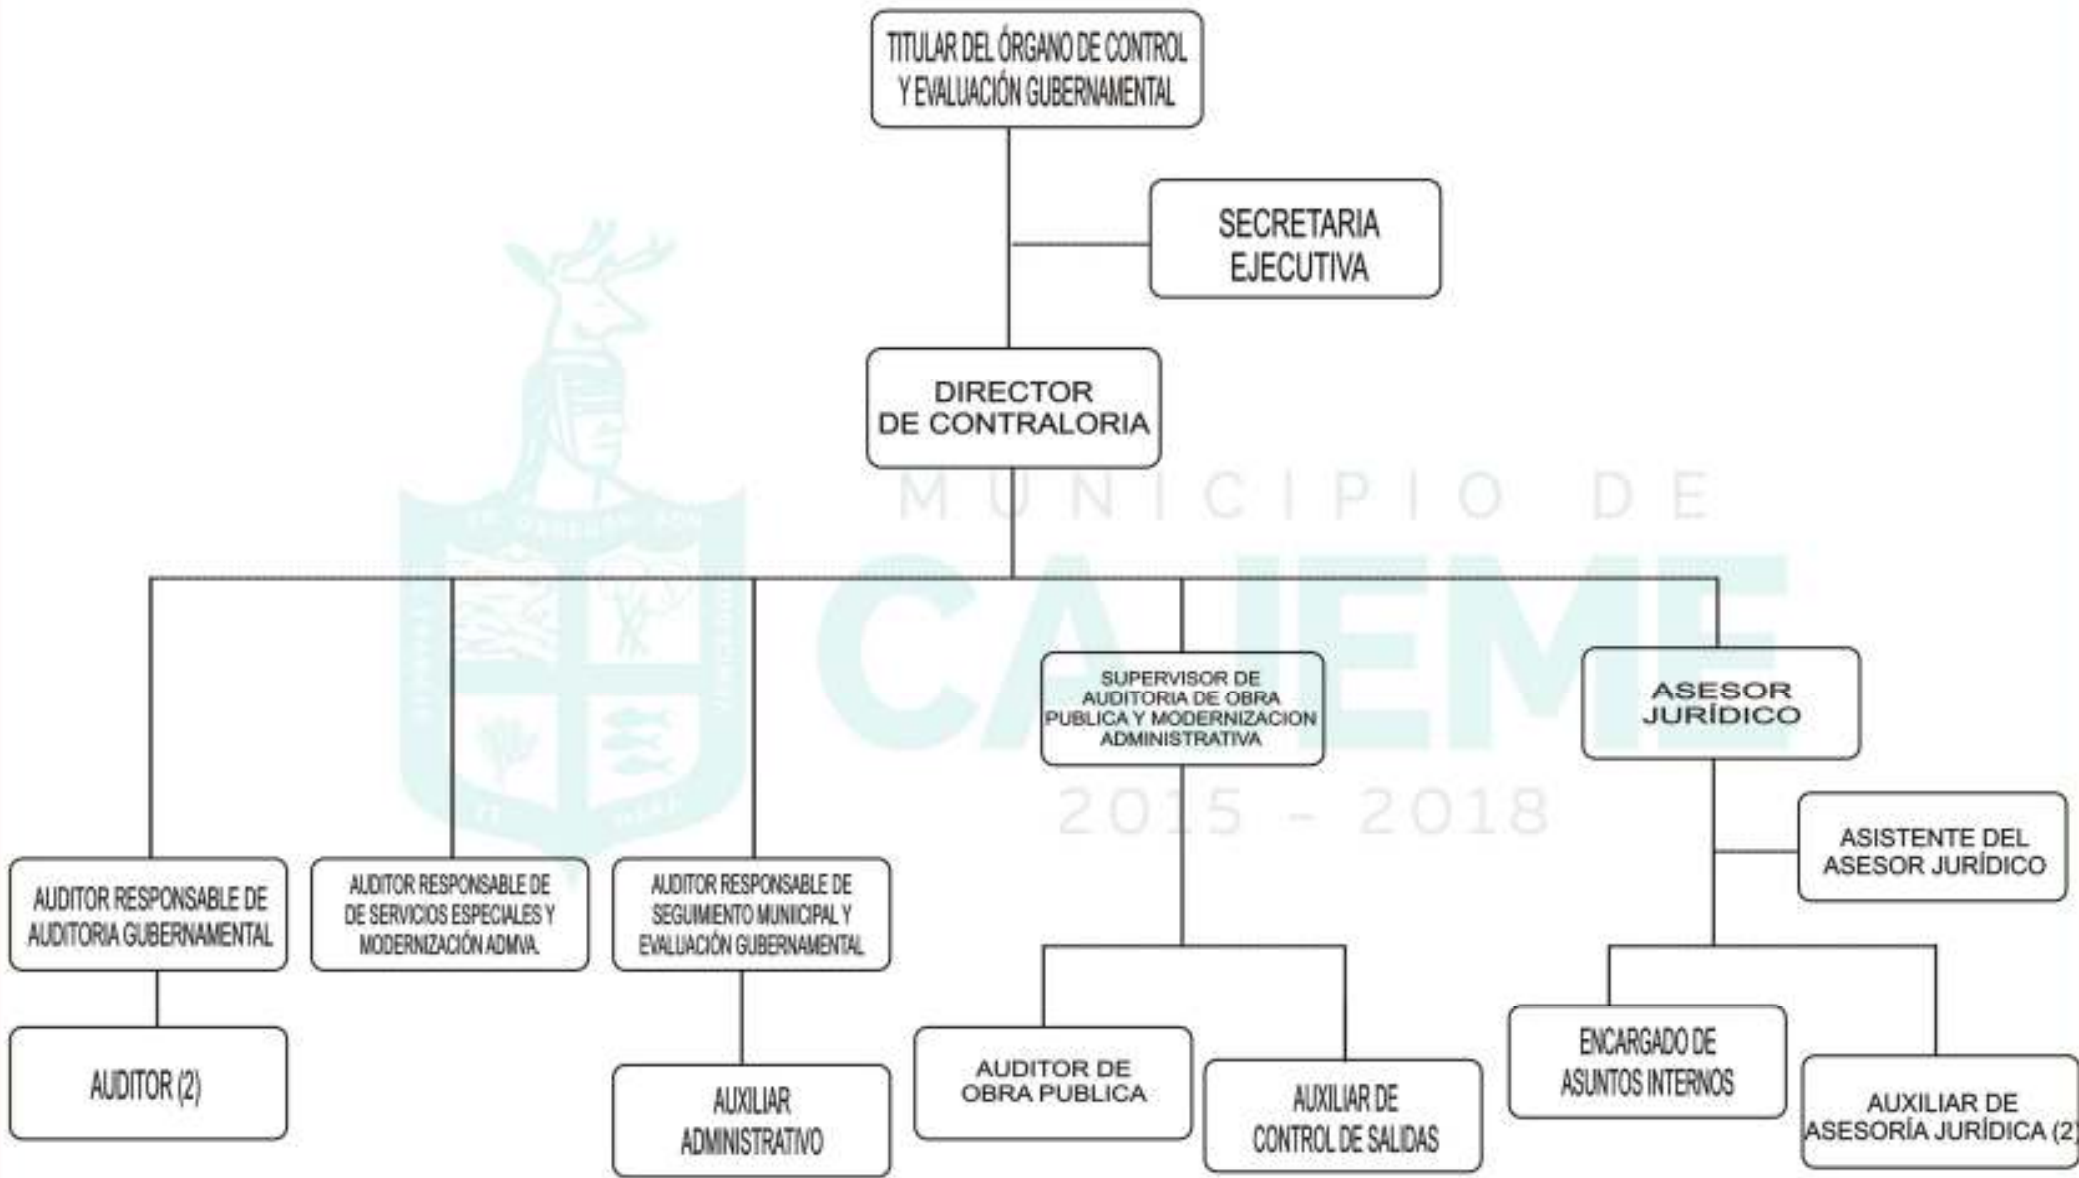 TITULAR DEL ÓRGANO DE CONTROL
Y EVALUACIÓN GUBERNAMENTAL
SECRETARIA
EJECUTIVA
DIRECTOR
DE CONTRALORIA
MUNICIPIO DE
CAJEME
2015 - 2018
SUPERVISOR DE
AUDITORIA DE OBRA
PUBLICA Y MODERNIZACION
ADMINISTRATIVA
ASESOR
JURÍDICO
ASISTENTE DEL
ASESOR JURÍDICO
AUDITOR RESPONSABLE DE
AUDITORIA GUBERNAMENTAL
AUDITOR RESPONSABLE DE
DE SERVICIOS ESPECIALES Y
MODERNIZACIÓN ADMVA.
AUDITOR RESPONSABLE DE
SEGUIMIENTO MUNIICIPAL Y
EVALUACIÓN GUBERNAMENTAL
AUDITOR (2)
AUXILIAR
ADMINISTRATIVO
AUDITOR DE
OBRA PUBLICA
AUXILIAR DE
CONTROL DE SALIDAS
ENCARGADO DE
ASUNTOS INTERNOS
AUXILIAR DE
ASESORÍA JURÍDICA (2)